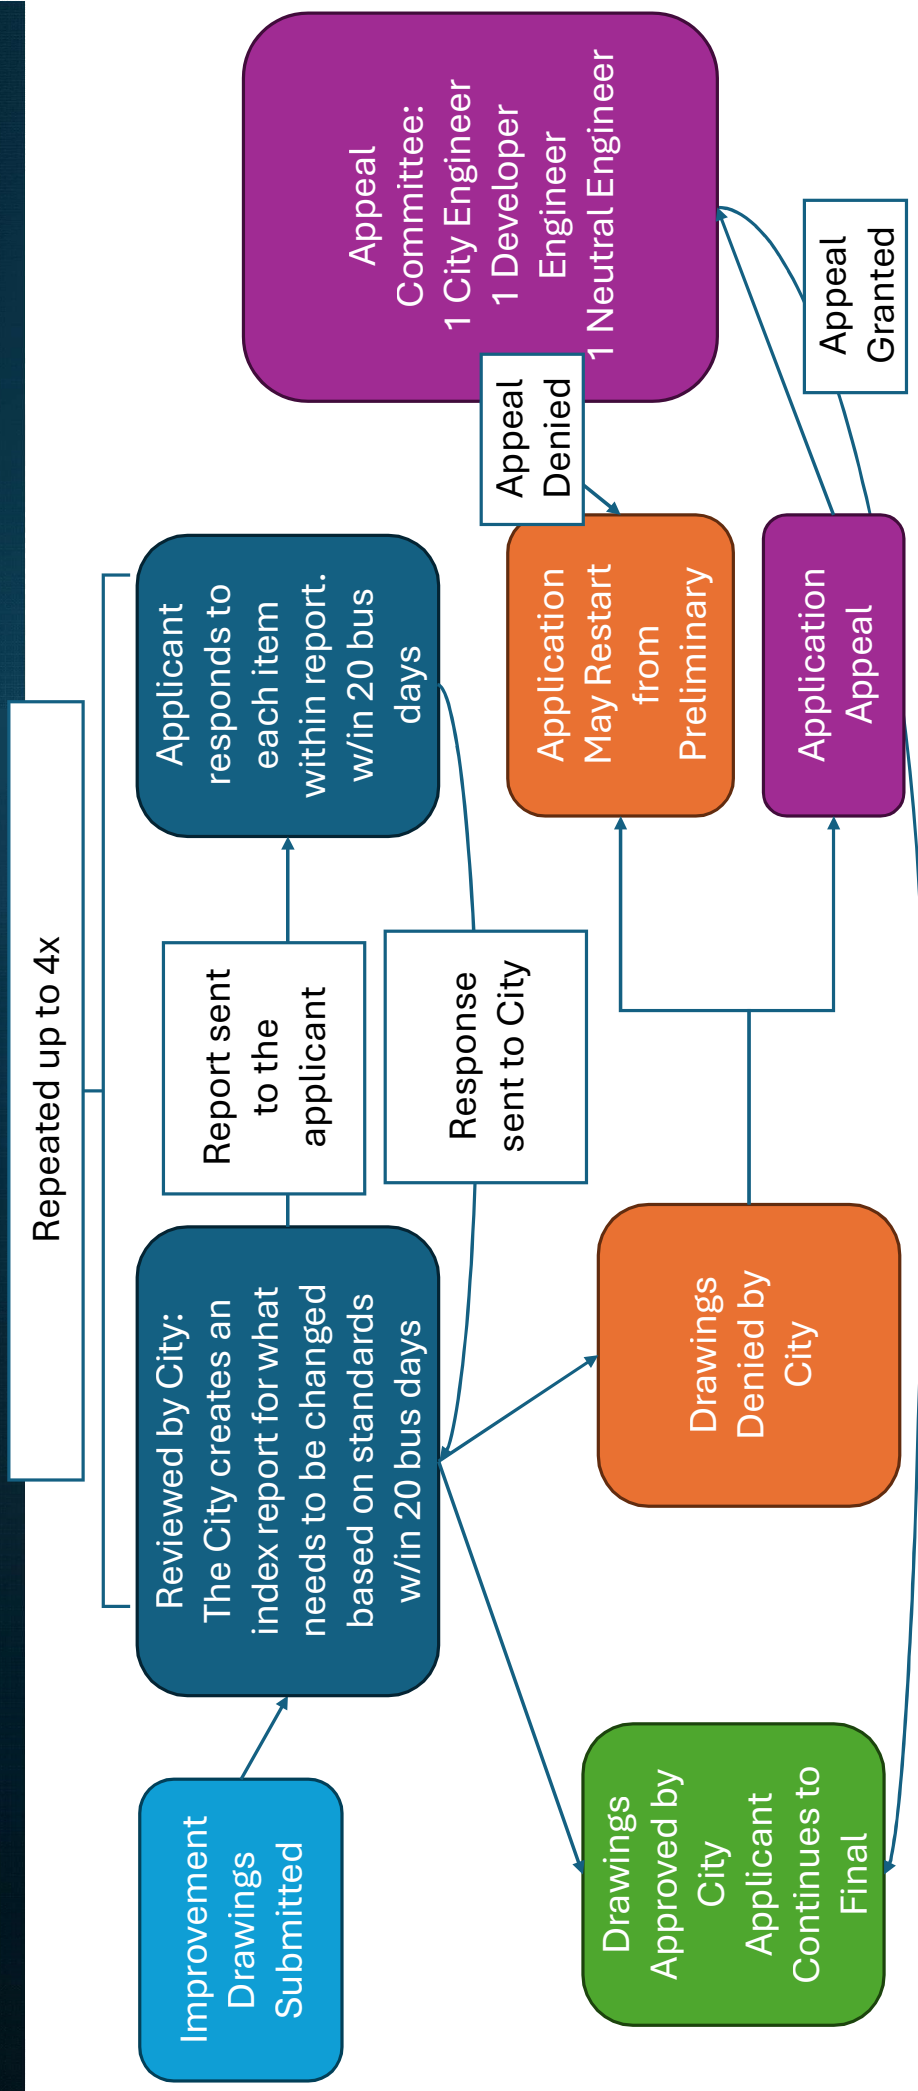 Repeated up to 4x
Improvement
Drawings
Submitted
Reviewed by City:
The City creates an
index report for what
needs to be changed
based on standards
w/in 20 bus days
Report sent
to the
applicant
Applicant
responds to
each item
within report.
w/in 20 bus
days
Response
sent to City
Appeal
Committee:
1 City Engineer
1 Developer
Engineer
1 Neutral Engineer
Appeal
Denied
Drawings
Approved by
City
Applicant
Continues to
Final
Drawings
Denied by
City
Application
May Restart
from
Preliminary
Application
Appeal
Appeal
Granted